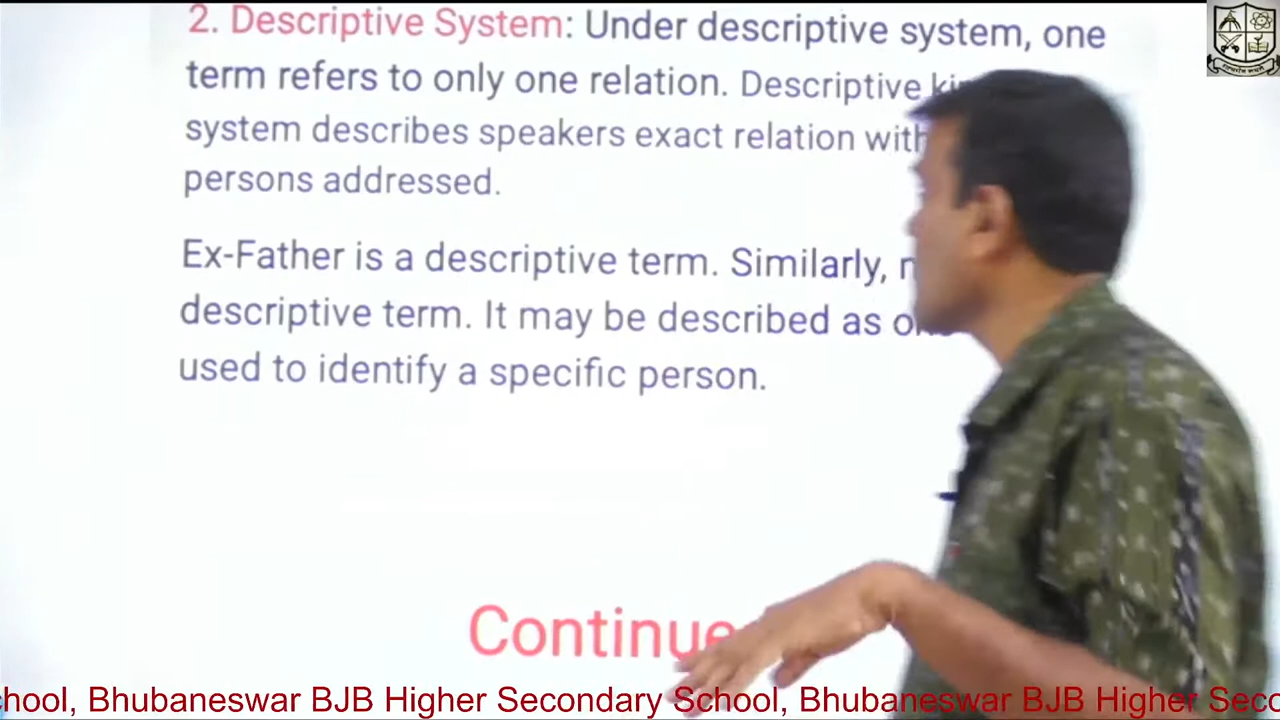 2. Descriptive System: Under descriptive system, one
term refers to only one relation. Descriptive
system describes speakers exact relation with
persons addressed.
Ex-Father is a descriptive term. Similarly,
descriptive term. It may be described as
used to identify a specific person.
Continue
School, Bhubaneswar BJB Higher Secondary School, Bhubaneswar BJB Higher